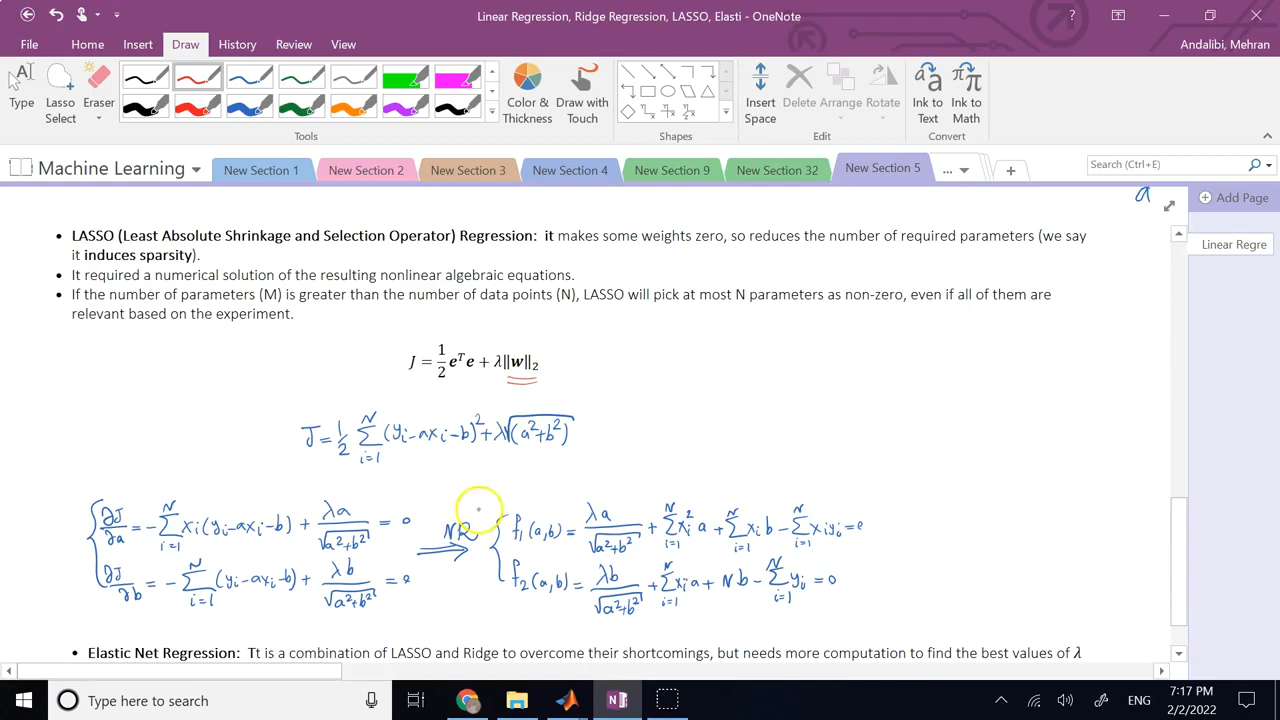 Linear Regression, Ridge Regression, LASSO, Elasti - OneNote
Andalibi, Mehran
File Home Insert Draw History Review View
Type Lasso Select Eraser Color & Thickness Draw with Touch Insert Space Delete Arrange Rotate Ink to Text Ink to Math
Tools Shapes Edit Convert
Machine Learning New Section 1 New Section 2 New Section 3 New Section 4 New Section 9 New Section 32 New Section 5 ... Search (Ctrl+E)
a
Add Page
Linear Regre
• LASSO (Least Absolute Shrinkage and Selection Operator) Regression: it makes some weights zero, so reduces the number of required parameters (we say
it induces sparsity).
• It required a numerical solution of the resulting nonlinear algebraic equations.
• If the number of parameters (M) is greater than the number of data points (N), LASSO will pick at most N parameters as non-zero, even if all of them are
relevant based on the experiment.
J = 1/2 e^T e + λ‖w‖₂
J = 1/2 Σ_{i=1}^{N} (y_i - ax_i - b)² + λ√(a²+b²)
∂J/∂a = -Σ_{i=1}^{N} x_i(y_i - ax_i - b) + λa/√(a²+b²) = 0 NR ⟹ f₁(a,b) = λa/√(a²+b²) + Σ_{i=1}^{N} x_i² a + Σ_{i=1}^{N} x_i b - Σ_{i=1}^{N} x_i y_i = 0
∂J/∂b = -Σ_{i=1}^{N} (y_i - ax_i - b) + λb/√(a²+b²) = 0 f₂(a,b) = λb/√(a²+b²) + Σ_{i=1}^{N} x_i a + Nb - Σ_{i=1}^{N} y_i = 0
• Elastic Net Regression: Tt is a combination of LASSO and Ridge to overcome their shortcomings, but needs more computation to find the best values of λ
Type here to search
ENG
7:17 PM
2/2/2022